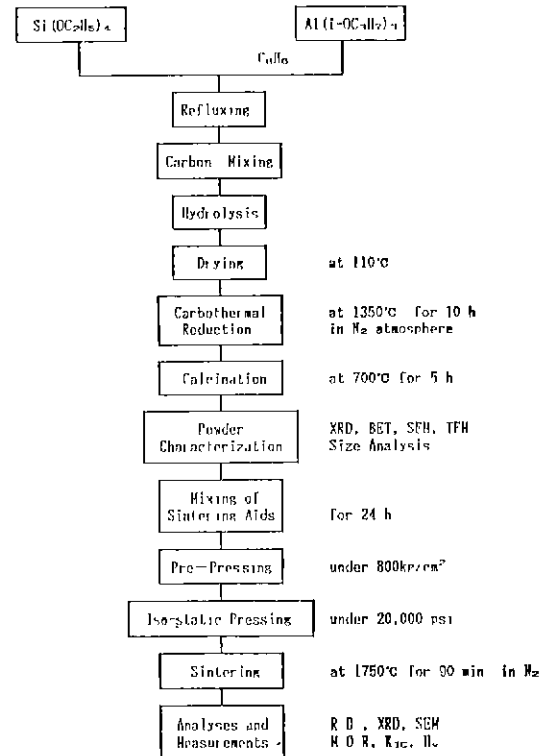 Si(OC₂H₅)₄
Al(i-OC₃H₇)₃
C₆H₆
Refluxing
Carbon Mixing
Hydrolysis
Drying
at 110℃
Carbothermal
Reduction
at 1350℃ for 10 h
in N₂ atmosphere
Calcination
at 700℃ for 5 h
Powder
Characterization
XRD, BET, SEM, TEM
Size Analysis
Mixing of
Sintering Aids
for 24 h
Pre-Pressing
under 800kg/cm²
Iso-static Pressing
under 20,000 psi
Sintering
at 1750℃ for 90 min in N₂
Analyses and
Measurements
R D , XRD, SEM
M O R, K₁c, Hv